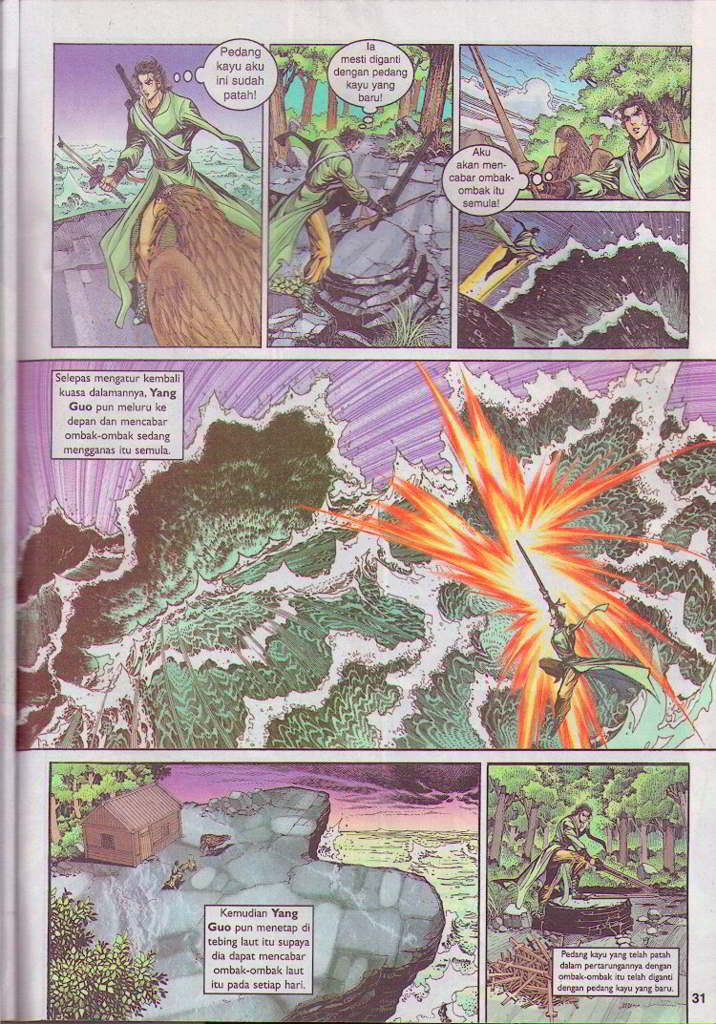 Pedang
kayu aku
ini sudah
patah!
Ia
mesti diganti
dengan pedang
kayu yang
baru!
Aku
akan men-
cabar ombak-
ombak itu
semula!
Selepas mengatur kembali
kuasa dalamannya, Yang
Guo pun meluru ke
depan dan mencabar
ombak-ombak sedang
mengganas itu semula.
Kemudian Yang
Guo pun menetap di
tebing laut itu supaya
dia dapat mencabar
ombak-ombak laut
itu pada setiap hari.
Pedang kayu yang telah patah
dalam pertarungannya dengan
ombak-ombak itu telah diganti
dengan pedang kayu yang baru.
31